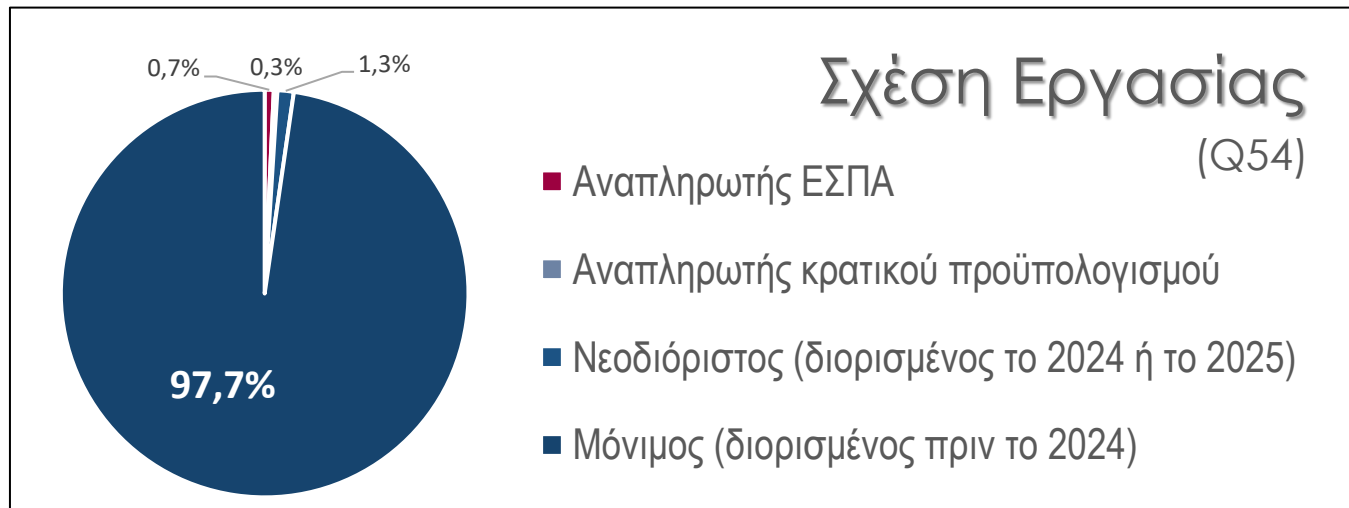 0,7%
0,3%
1,3%
Σχέση Εργασίας
(Q54)
Αναπληρωτής ΕΣΠΑ
Αναπληρωτής κρατικού προϋπολογισμού
Νεοδιόριστος (διορισμένος το 2024 ή το 2025)
97,7%
Μόνιμος (διορισμένος πριν το 2024)